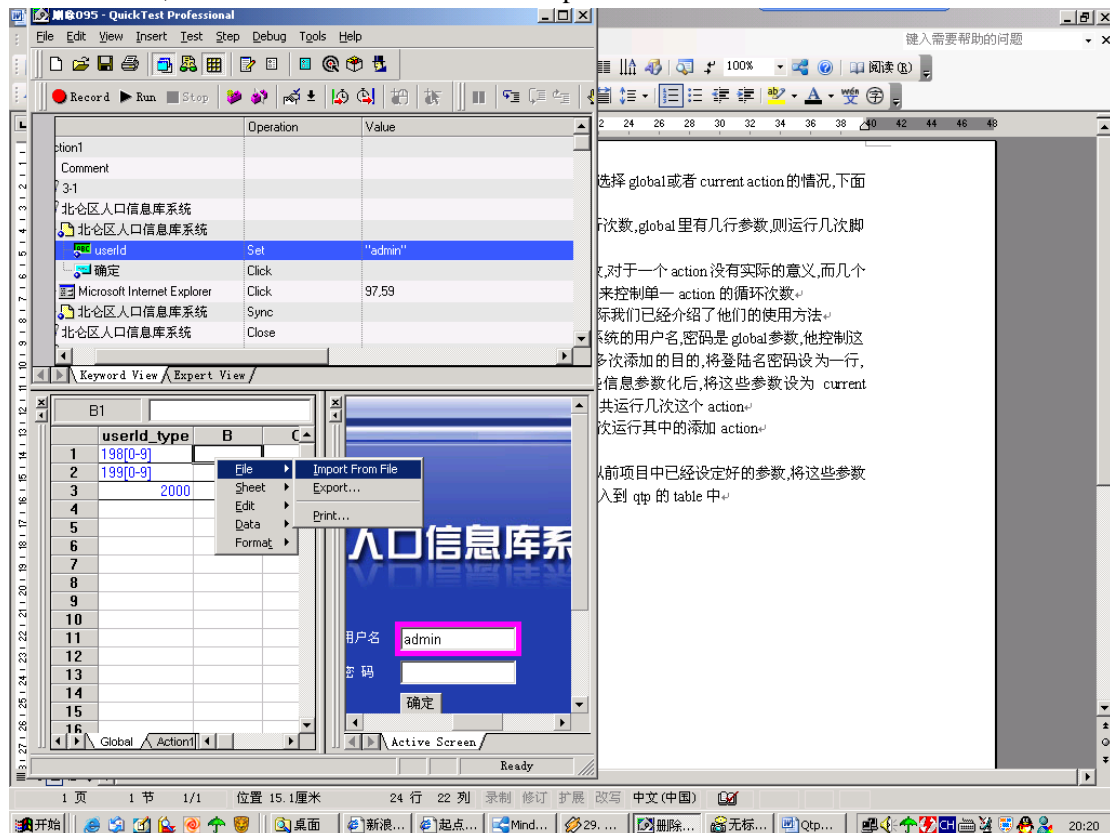 删除095 - QuickTest Professional
File Edit View Insert Test Step Debug Tools Help
键入需要帮助的问题
100% 阅读(R)
Record Run Stop
Operation Value
2 24 26 28 30 32 34 36 38 40 42 44 46 48
ction1
Comment
3-1
北仑区人口信息库系统
北仑区人口信息库系统
userId Set "admin"
确定 Click
Microsoft Internet Explorer Click 97,59
北仑区人口信息库系统 Sync
北仑区人口信息库系统 Close
Keyword View Expert View
选择 global或者 current action的情况,下面
次数,global里有几行参数,则运行几次脚
,对于一个 action 没有实际的意义,而几个
来控制单一 action 的循环次数
际我们已经介绍了他们的使用方法
系统的用户名,密码是 global参数,他控制这
多次添加的目的,将登陆名密码设为一行,
信息参数化后,将这些参数设为 current
共运行几次这个 action
次运行其中的添加 action
以前项目中已经设定好的参数,将这些参数
入到 qtp 的 table 中
B1
userId_type B C
1 198[0-9]
2 199[0-9]
3 2000
4
5
6
7
8
9
10
11
12
13
14
15
16
File Import From File
Sheet Export...
Edit Print...
Data
Format
人口信息库系
用户名 admin
密 码
确定
Global Action1
Active Screen
Ready
1 页 1 节 1/1 位置 15.1厘米 24 行 22 列 录制 修订 扩展 改写 中文(中国)
开始 桌面 新浪... 起点... Mind... 29. ... 删除... 无标... Qtp... CH 20:20